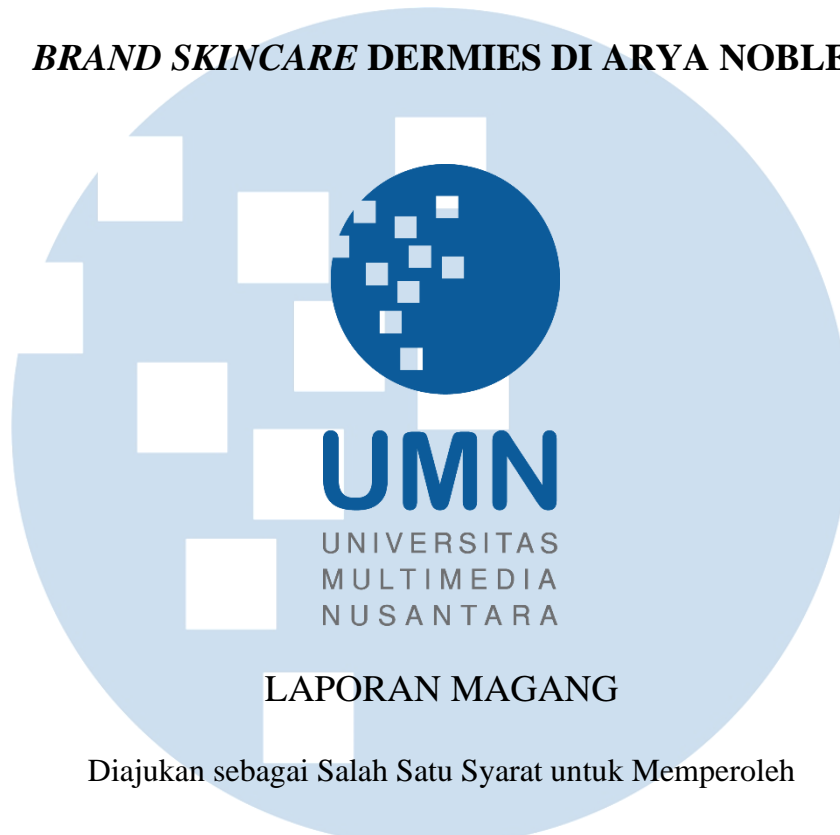 BRAND SKINCARE DERMIES DI ARYA NOBLE
UMN
UNIVERSITAS
MULTIMEDIA
NUSANTARA
LAPORAN MAGANG
Diajukan sebagai Salah Satu Syarat untuk Memperoleh